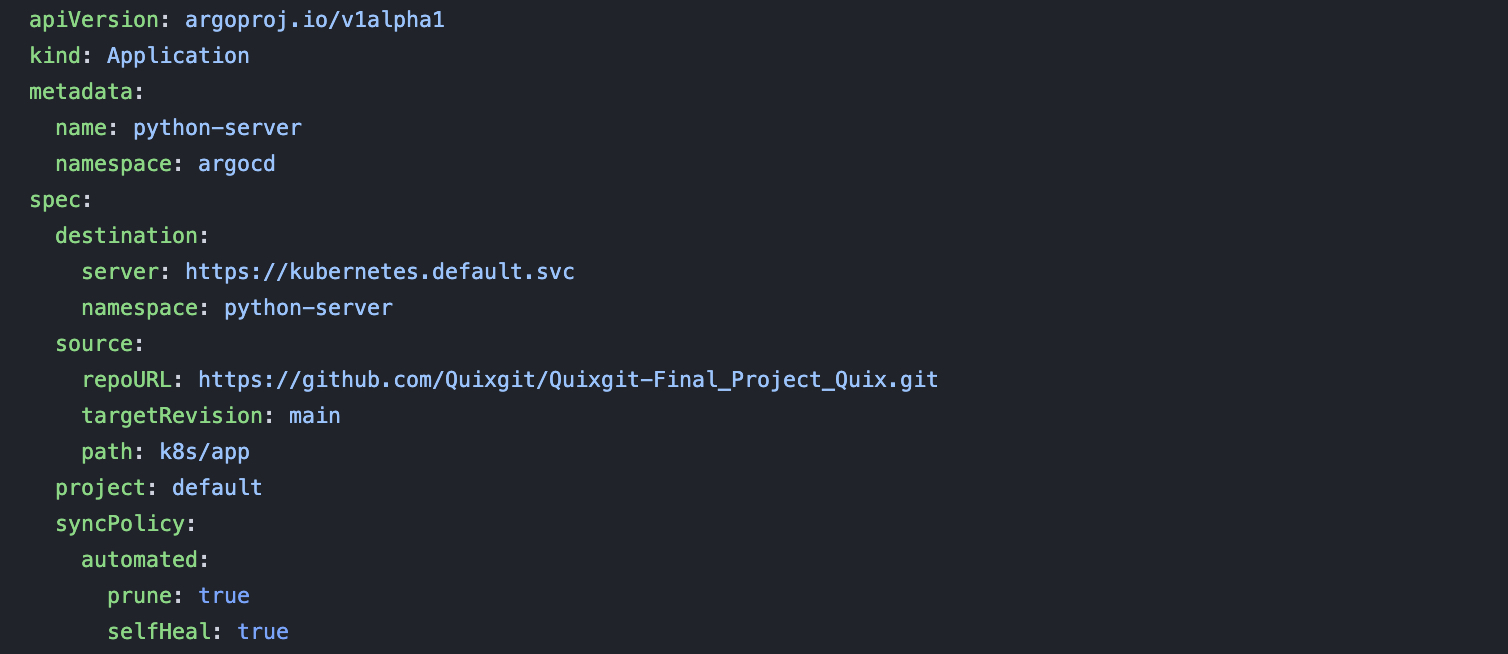 apiVersion: argoproj.io/v1alpha1
kind: Application
metadata:
  name: python-server
  namespace: argocd
spec:
  destination:
    server: https://kubernetes.default.svc
    namespace: python-server
  source:
    repoURL: https://github.com/Quixgit/Quixgit-Final_Project_Quix.git
    targetRevision: main
    path: k8s/app
  project: default
  syncPolicy:
    automated:
      prune: true
      selfHeal: true